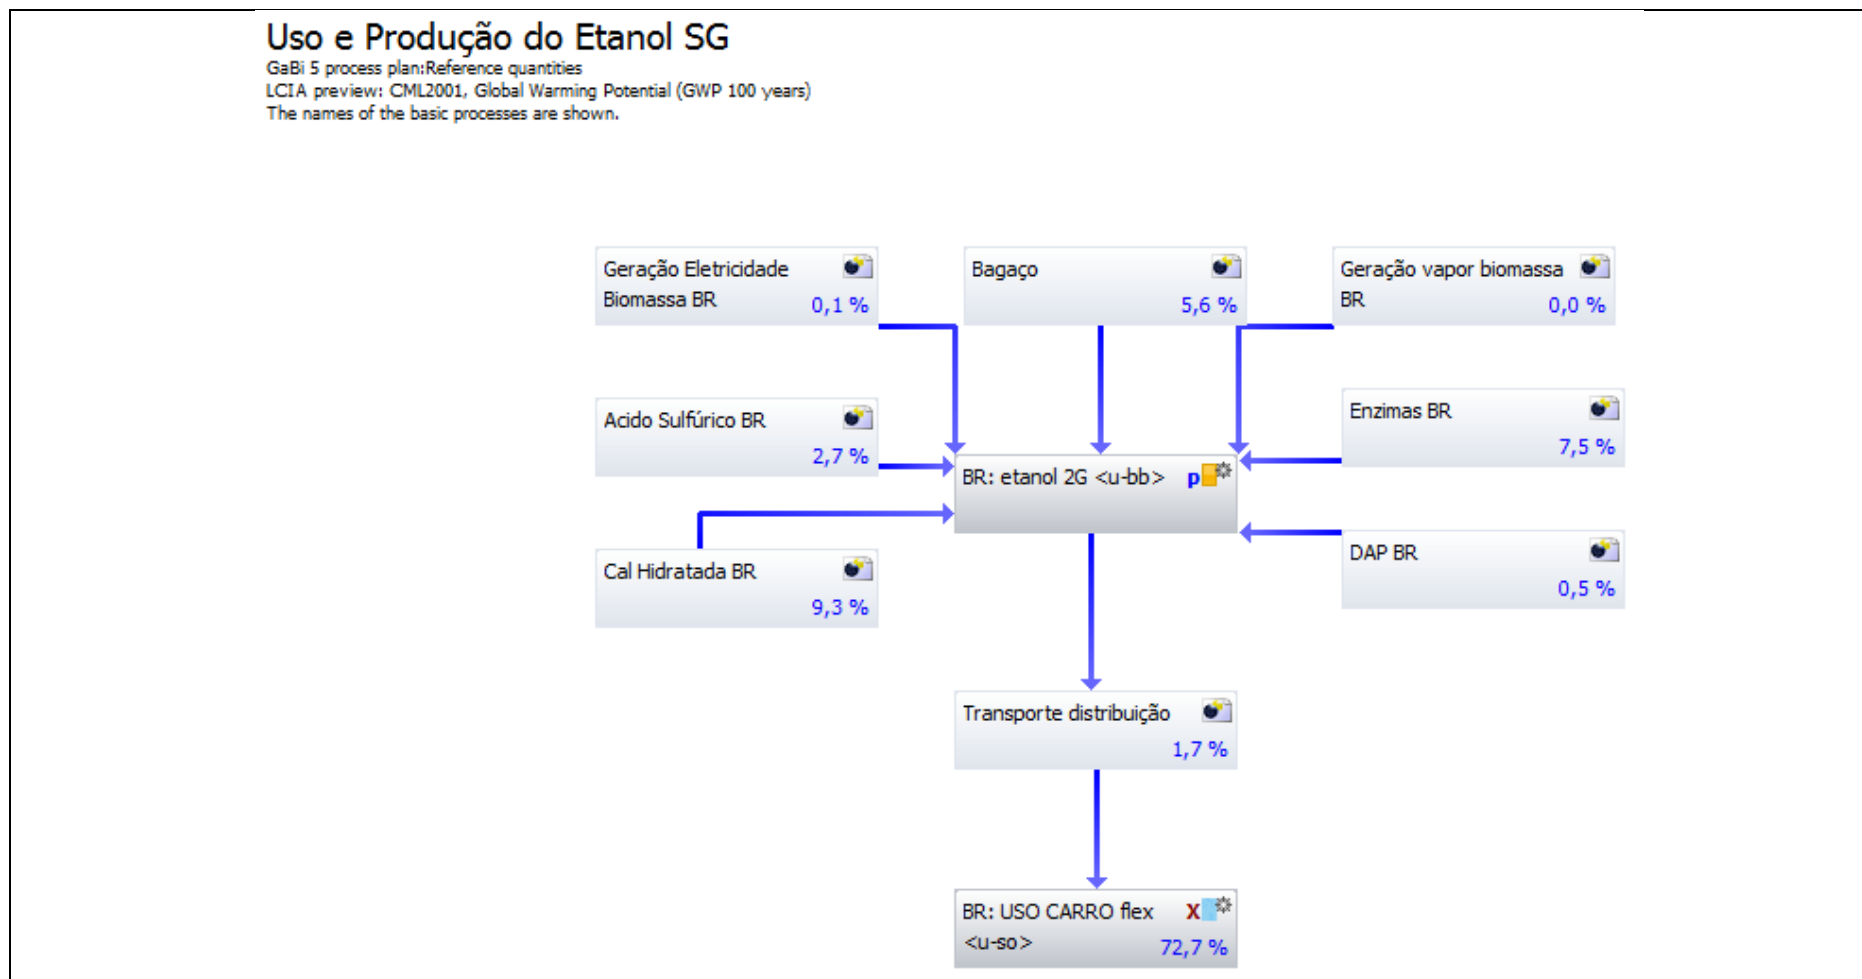 Uso e Produção do Etanol SG
GaBi 5 process plan:Reference quantities
LCIA preview: CML2001, Global Warming Potential (GWP 100 years)
The names of the basic processes are shown.
Geração Eletricidade
Biomassa BR
0,1 %
Bagaço
5,6 %
Geração vapor biomassa
BR
0,0 %
Acido Sulfúrico BR
2,7 %
Enzimas BR
7,5 %
BR: etanol 2G <u-bb> p
Cal Hidratada BR
9,3 %
DAP BR
0,5 %
Transporte distribuição
1,7 %
BR: USO CARRO flex X
<u-so>
72,7 %